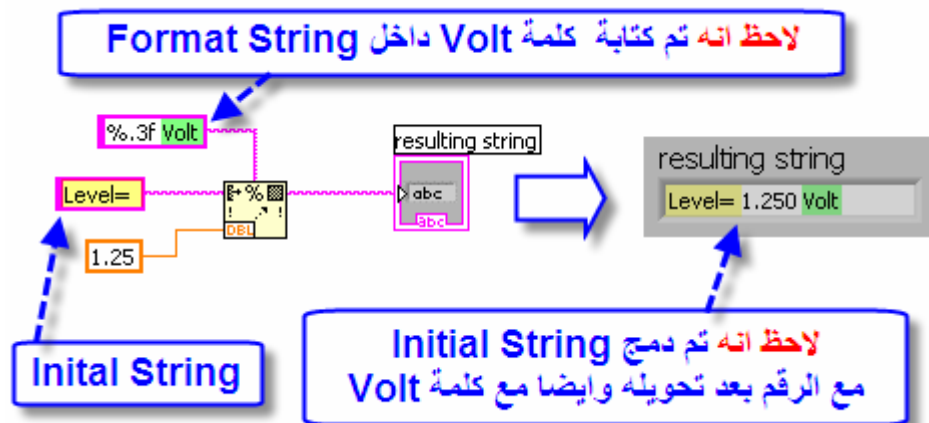 لاحظ انه تم كتابة كلمة Volt داخل Format String
%.3f Volt
resulting string
Level=
abc
abc
DBL
1.25
resulting string
Level= 1.250 Volt
Inital String
لاحظ انه تم دمج Initial String
مع الرقم بعد تحويله وايضا مع كلمة Volt